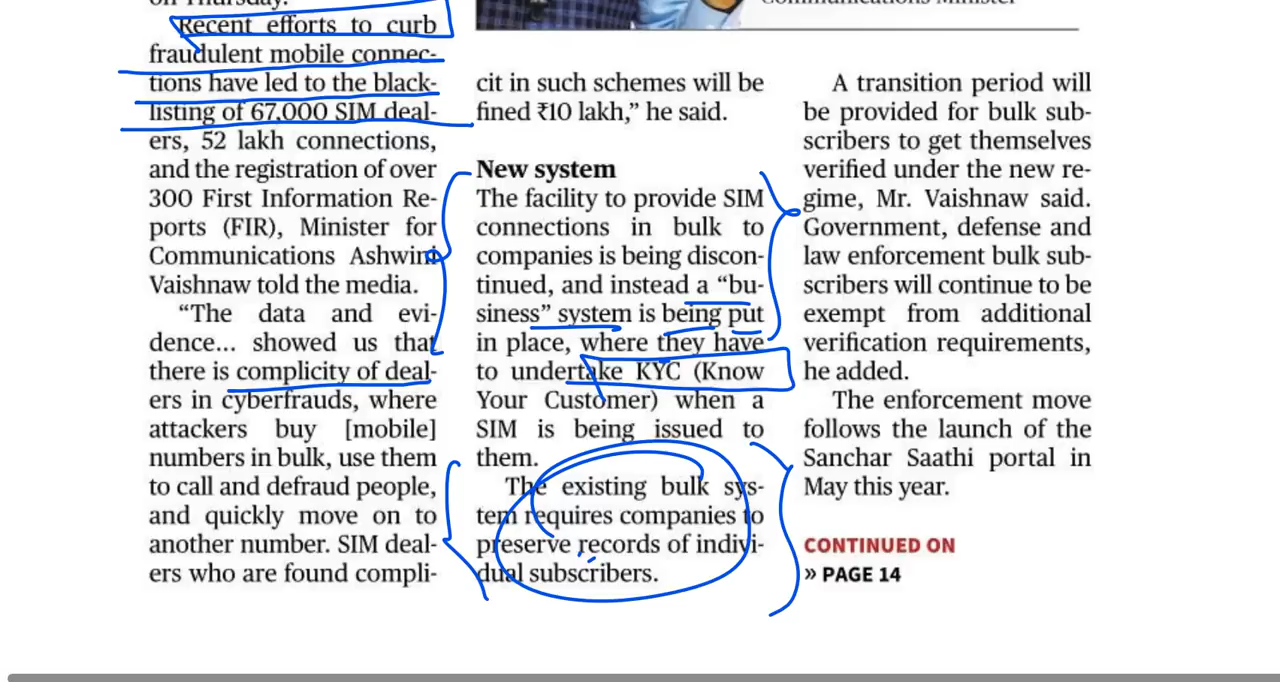 on Thursday.
Recent efforts to curb
fraudulent mobile connec-
tions have led to the black-
listing of 67,000 SIM deal-
ers, 52 lakh connections,
and the registration of over
300 First Information Re-
ports (FIR), Minister for
Communications Ashwini
Vaishnaw told the media.
“The data and evi-
dence... showed us that
there is complicity of deal-
ers in cyberfrauds, where
attackers buy [mobile]
numbers in bulk, use them
to call and defraud people,
and quickly move on to
another number. SIM deal-
ers who are found compli-
Communications Minister
cit in such schemes will be
fined ₹10 lakh,” he said.
New system
The facility to provide SIM
connections in bulk to
companies is being discon-
tinued, and instead a “bu-
siness” system is being put
in place, where they have
to undertake KYC (Know
Your Customer) when a
SIM is being issued to
them.
The existing bulk sys-
tem requires companies to
preserve records of indivi-
dual subscribers.
A transition period will
be provided for bulk sub-
scribers to get themselves
verified under the new re-
gime, Mr. Vaishnaw said.
Government, defense and
law enforcement bulk sub-
scribers will continue to be
exempt from additional
verification requirements,
he added.
The enforcement move
follows the launch of the
Sanchar Saathi portal in
May this year.
CONTINUED ON
» PAGE 14